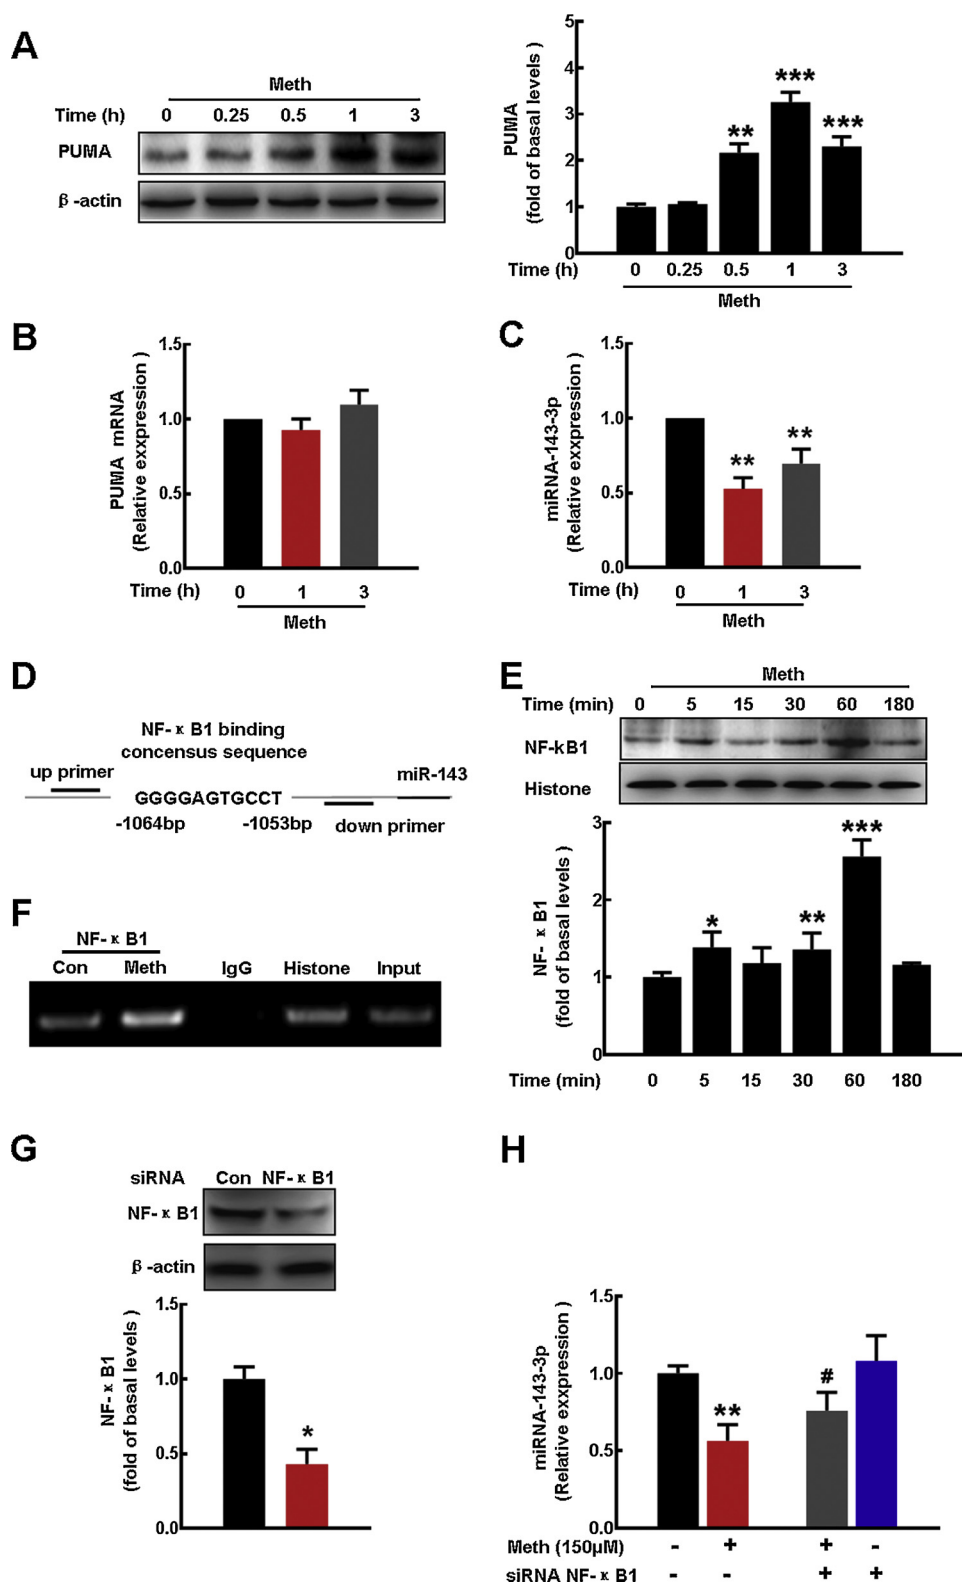 A
Meth
Time (h) 0 0.25 0.5 1 3
PUMA
β-actin
PUMA
(fold of basal levels )
5
4
3
2
1
0
** *** ***
Time (h) 0 0.25 0.5 1 3
Meth
B
PUMA mRNA
(Relative exxpression )
1.5
1.0
0.5
0.0
Time (h) 0 1 3
Meth
C
miRNA-143-3p
(Relative exxpression )
1.5
1.0
0.5
0.0
** **
Time (h) 0 1 3
Meth
D
NF-κB1 binding
concensus sequence
up primer
miR-143
GGGGAGTGCCT
-1064bp -1053bp
down primer
E
Meth
Time (min) 0 5 15 30 60 180
NF-kB1
Histone
NF-κB1
(fold of basal levels )
3
2
1
0
* ** ***
Time (min) 0 5 15 30 60 180
F
NF-κB1
Con Meth IgG Histone Input
G
siRNA Con NF-κB1
NF-κB1
β-actin
NF-κB1
(fold of basal levels )
1.5
1.0
0.5
0.0
*
H
miRNA-143-3p
(Relative exxpression )
1.5
1.0
0.5
0.0
** #
Meth (150μM) - + + -
siRNA NF-κB1 - - + +